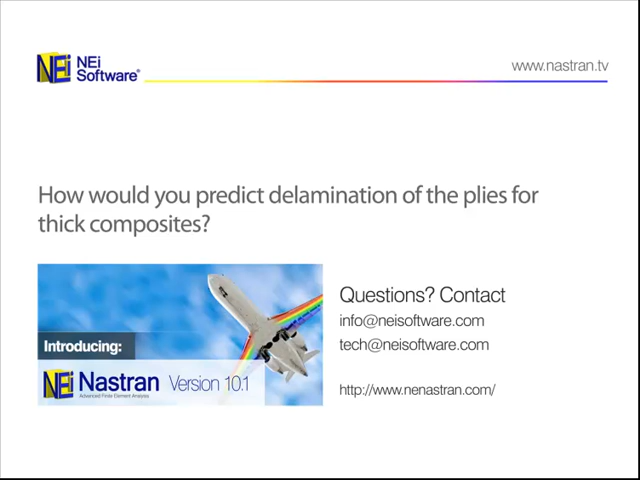 NEi
NEi
Software®
www.nastran.tv
How would you predict delamination of the plies for
thick composites?
Introducing:
NEi Nastran Version 10.1
Advanced Finite Element Analysis
Questions? Contact
info@neisoftware.com
tech@neisoftware.com
http://www.nenastran.com/